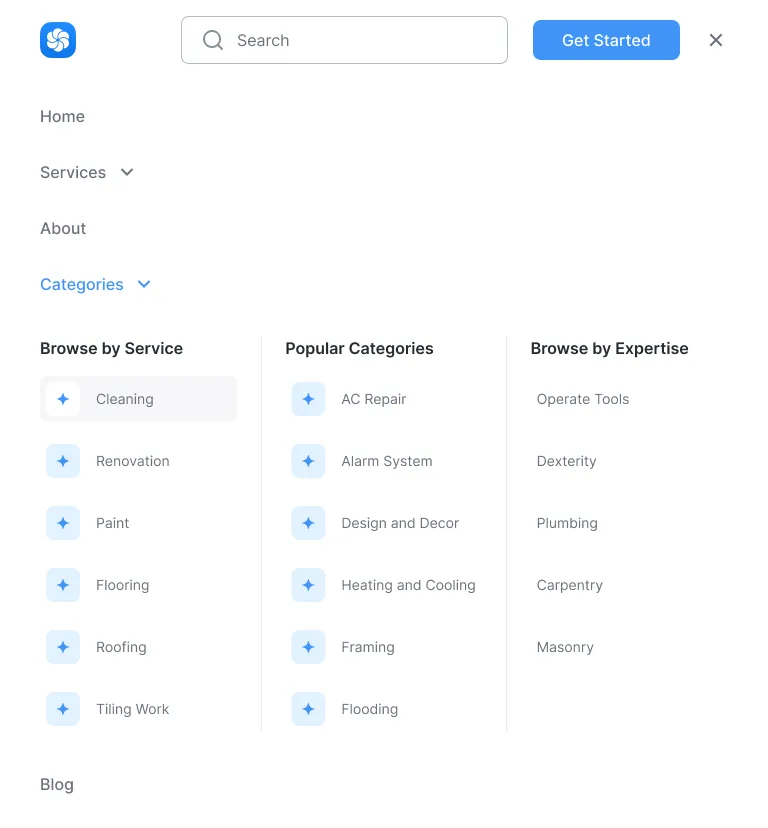 Search
Get Started
Home
Services
About
Categories
Browse by Service
Cleaning
Renovation
Paint
Flooring
Roofing
Tiling Work
Popular Categories
AC Repair
Alarm System
Design and Decor
Heating and Cooling
Framing
Flooding
Browse by Expertise
Operate Tools
Dexterity
Plumbing
Carpentry
Masonry
Blog